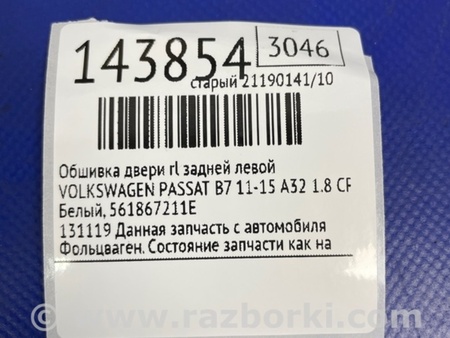 143854
3046
старый 21190141/10
Обшивка двери rl задней левой
VOLKSWAGEN PASSAT B7 11-15 A32 1.8 CF
Белый, 561867211E
131119 Данная запчасть с автомобиля
Фольцваген. Состояние запчасти как на
© www.razborki.com